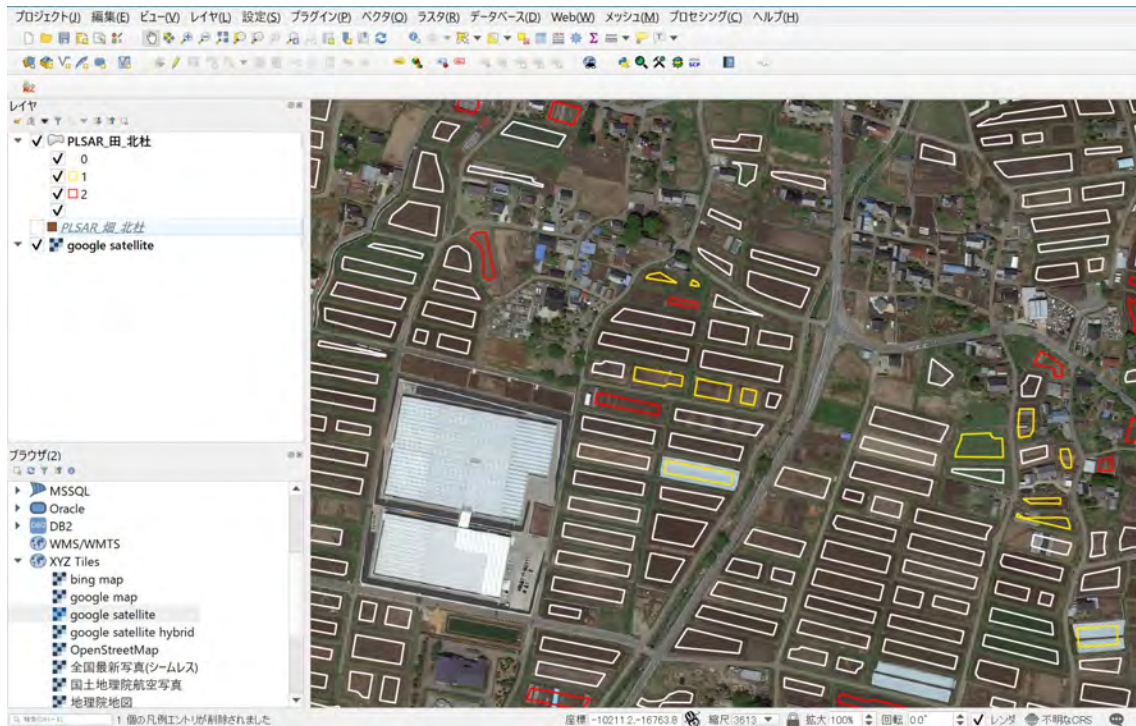 プロジェクト(J) 編集(E) ビュー(V) レイヤ(L) 設定(S) プラグイン(P) ベクタ(O) ラスタ(R) データベース(D) Web(W) メッシュ(M) プロセシング(C) ヘルプ(H)
レイヤ
PLSAR_田_北杜
0
1
2
PLSAR_畑_北杜
google satellite
ブラウザ(2)
MSSQL
Oracle
DB2
WMS/WMTS
XYZ Tiles
bing map
google map
google satellite
google satellite hybrid
OpenStreetMap
全国最新写真(シームレス)
国土地理院航空写真
地理院地図
1 個の凡例エントリが削除されました
座標 -10211.2,-16763.8 縮尺 3613 拡大 100% 回転 0.0° レンダ 不明なCRS